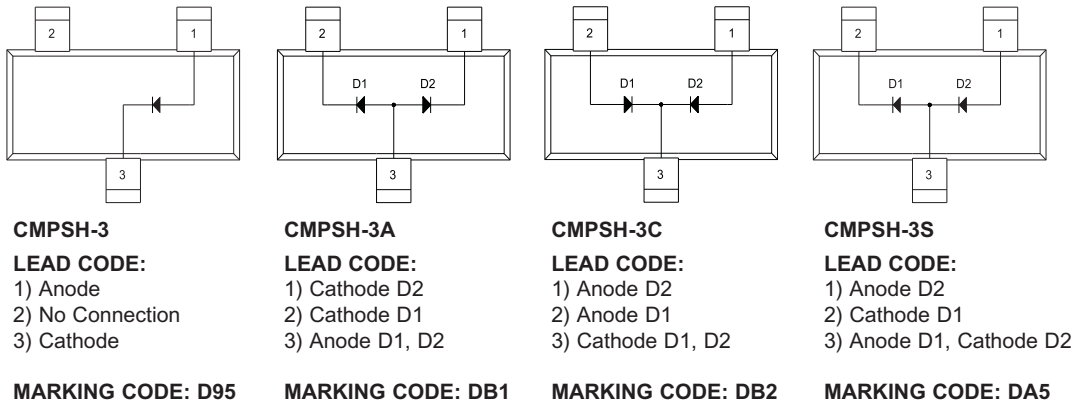 2
1
3
2
1
D1
D2
3
2
1
D1
D2
3
2
1
D1
D2
3
CMPSH-3
LEAD CODE:
1) Anode
2) No Connection
3) Cathode
MARKING CODE: D95
CMPSH-3A
LEAD CODE:
1) Cathode D2
2) Cathode D1
3) Anode D1, D2
MARKING CODE: DB1
CMPSH-3C
LEAD CODE:
1) Anode D2
2) Anode D1
3) Cathode D1, D2
MARKING CODE: DB2
CMPSH-3S
LEAD CODE:
1) Anode D2
2) Cathode D1
3) Anode D1, Cathode D2
MARKING CODE: DA5